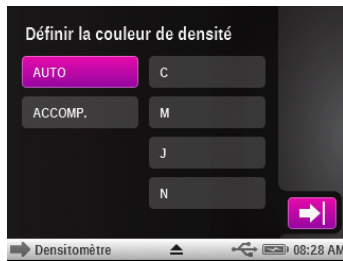 Définir la couleur de densité
AUTO
C
ACCOMP.
M
J
N
Densitomètre
08:28 AM